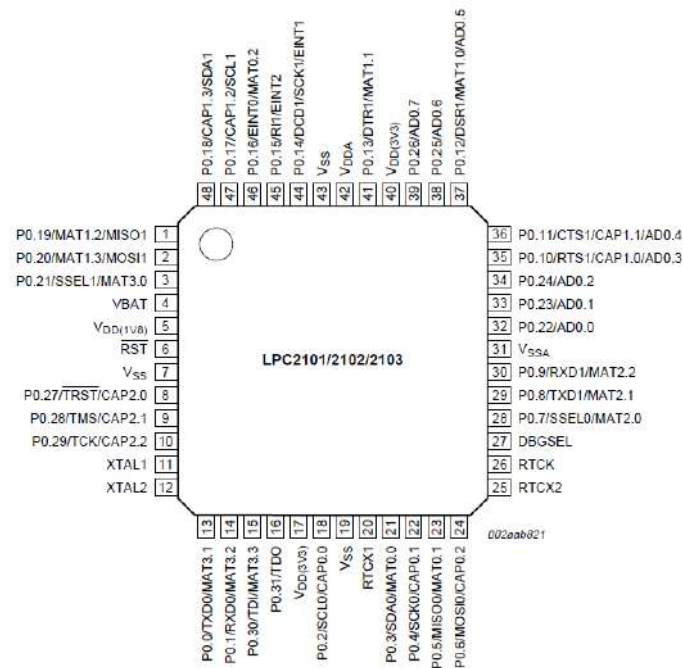 P0.18/CAP1.3/SDA1
P0.17/CAP1.2/SCL1
P0.16/EINT0/MAT0.2
P0.15/RI1/EINT2
P0.14/DCD1/SCK1/EINT1
VSS
VDDA
P0.13/DTR1/MAT1.1
VDD(3V3)
P0.26/AD0.7
P0.25/AD0.6
P0.12/DSR1/MAT1.0/AD0.5
48 47 46 45 44 43 42 41 40 39 38 37
P0.19/MAT1.2/MISO1 1
P0.20/MAT1.3/MOSI1 2
P0.21/SSEL1/MAT3.0 3
VBAT 4
VDD(1V8) 5
RST 6
VSS 7
P0.27/TRST/CAP2.0 8
P0.28/TMS/CAP2.1 9
P0.29/TCK/CAP2.2 10
XTAL1 11
XTAL2 12
LPC2101/2102/2103
36 P0.11/CTS1/CAP1.1/AD0.4
35 P0.10/RTS1/CAP1.0/AD0.3
34 P0.24/AD0.2
33 P0.23/AD0.1
32 P0.22/AD0.0
31 VSSA
30 P0.9/RXD1/MAT2.2
29 P0.8/TXD1/MAT2.1
28 P0.7/SSEL0/MAT2.0
27 DBGSEL
26 RTCK
25 RTCX2
13 14 15 16 17 18 19 20 21 22 23 24
P0.0/TXD0/MAT3.1
P0.1/RXD0/MAT3.2
P0.30/TDI/MAT3.3
P0.31/TDO
VDD(3V3)
P0.2/SCL0/CAP0.0
VSS
RTCX1
P0.3/SDA0/MAT0.0
P0.4/SCK0/CAP0.1
P0.5/MISO0/MAT0.1
P0.6/MOSI0/CAP0.2
002aab821